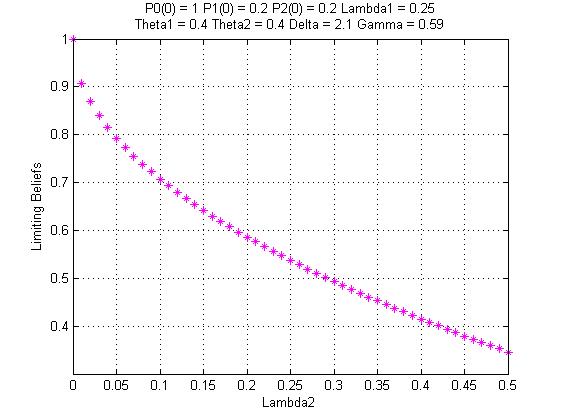 P0(0) = 1 P1(0) = 0.2 P2(0) = 0.2 Lambda1 = 0.25
Theta1 = 0.4 Theta2 = 0.4 Delta = 2.1 Gamma = 0.59
1
0.9
0.8
0.7
0.6
0.5
0.4
Limiting Beliefs
0 0.05 0.1 0.15 0.2 0.25 0.3 0.35 0.4 0.45 0.5
Lambda2